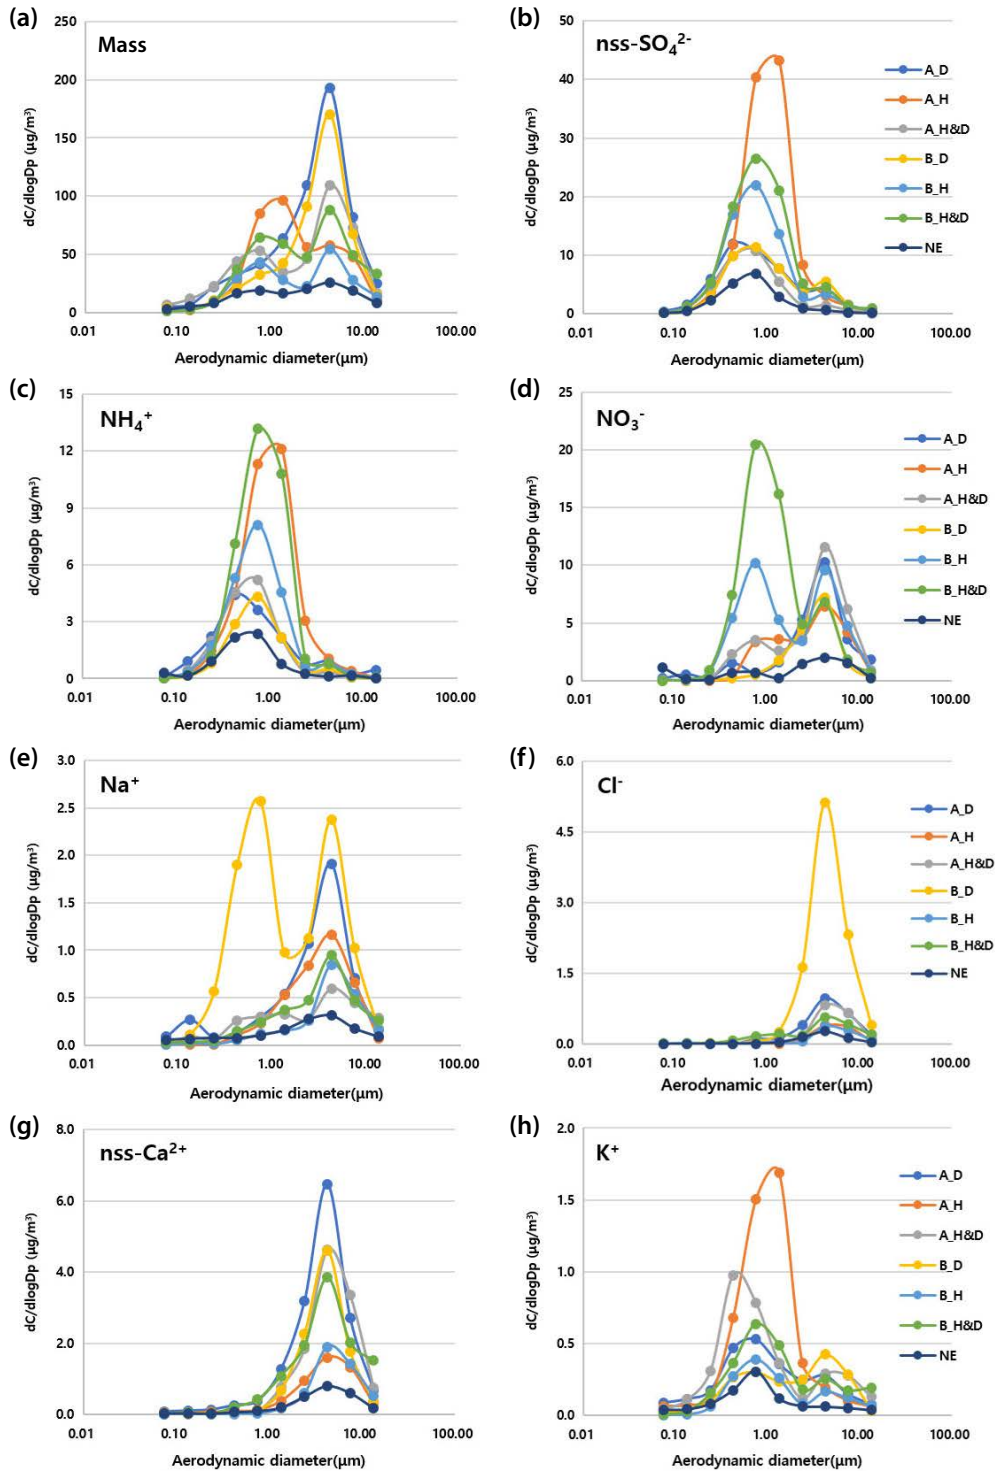 (a)
250
200
150
100
50
0
Mass
dC/dlogDp (μg/m³)
0.01 0.10 1.00 10.00 100.00
Aerodynamic diameter(μm)
(b)
50
40
30
20
10
0
nss-SO₄²⁻
dC/dlogDp (μg/m³)
A_D
A_H
A_H&D
B_D
B_H
B_H&D
NE
0.01 0.10 1.00 10.00 100.00
Aerodynamic diameter(μm)
(c)
15
12
9
6
3
0
NH₄⁺
dC/dlogDp (μg/m³)
0.01 0.10 1.00 10.00 100.00
Aerodynamic diameter(μm)
(d)
25
20
15
10
5
0
NO₃⁻
dC/dlogDp (μg/m³)
A_D
A_H
A_H&D
B_D
B_H
B_H&D
NE
0.01 0.10 1.00 10.00 100.00
Aerodynamic diameter(μm)
(e)
3.0
2.5
2.0
1.5
1.0
0.5
0.0
Na⁺
dC/dlogDp (μg/m³)
0.01 0.10 1.00 10.00 100.00
Aerodynamic diameter(μm)
(f)
6.0
4.5
3.0
1.5
0.0
Cl⁻
dC/dlogDp (μg/m³)
A_D
A_H
A_H&D
B_D
B_H
B_H&D
NE
0.01 0.10 1.00 10.00 100.00
Aerodynamic diameter(μm)
(g)
8.0
6.0
4.0
2.0
0.0
nss-Ca²⁺
dC/dlogDp (μg/m³)
0.01 0.10 1.00 10.00 100.00
Aerodynamic diameter(μm)
(h)
2.0
1.5
1.0
0.5
0.0
K⁺
dC/dlogDp (μg/m³)
A_D
A_H
A_H&D
B_D
B_H
B_H&D
NE
0.01 0.10 1.00 10.00 100.00
Aerodynamic diameter(μm)